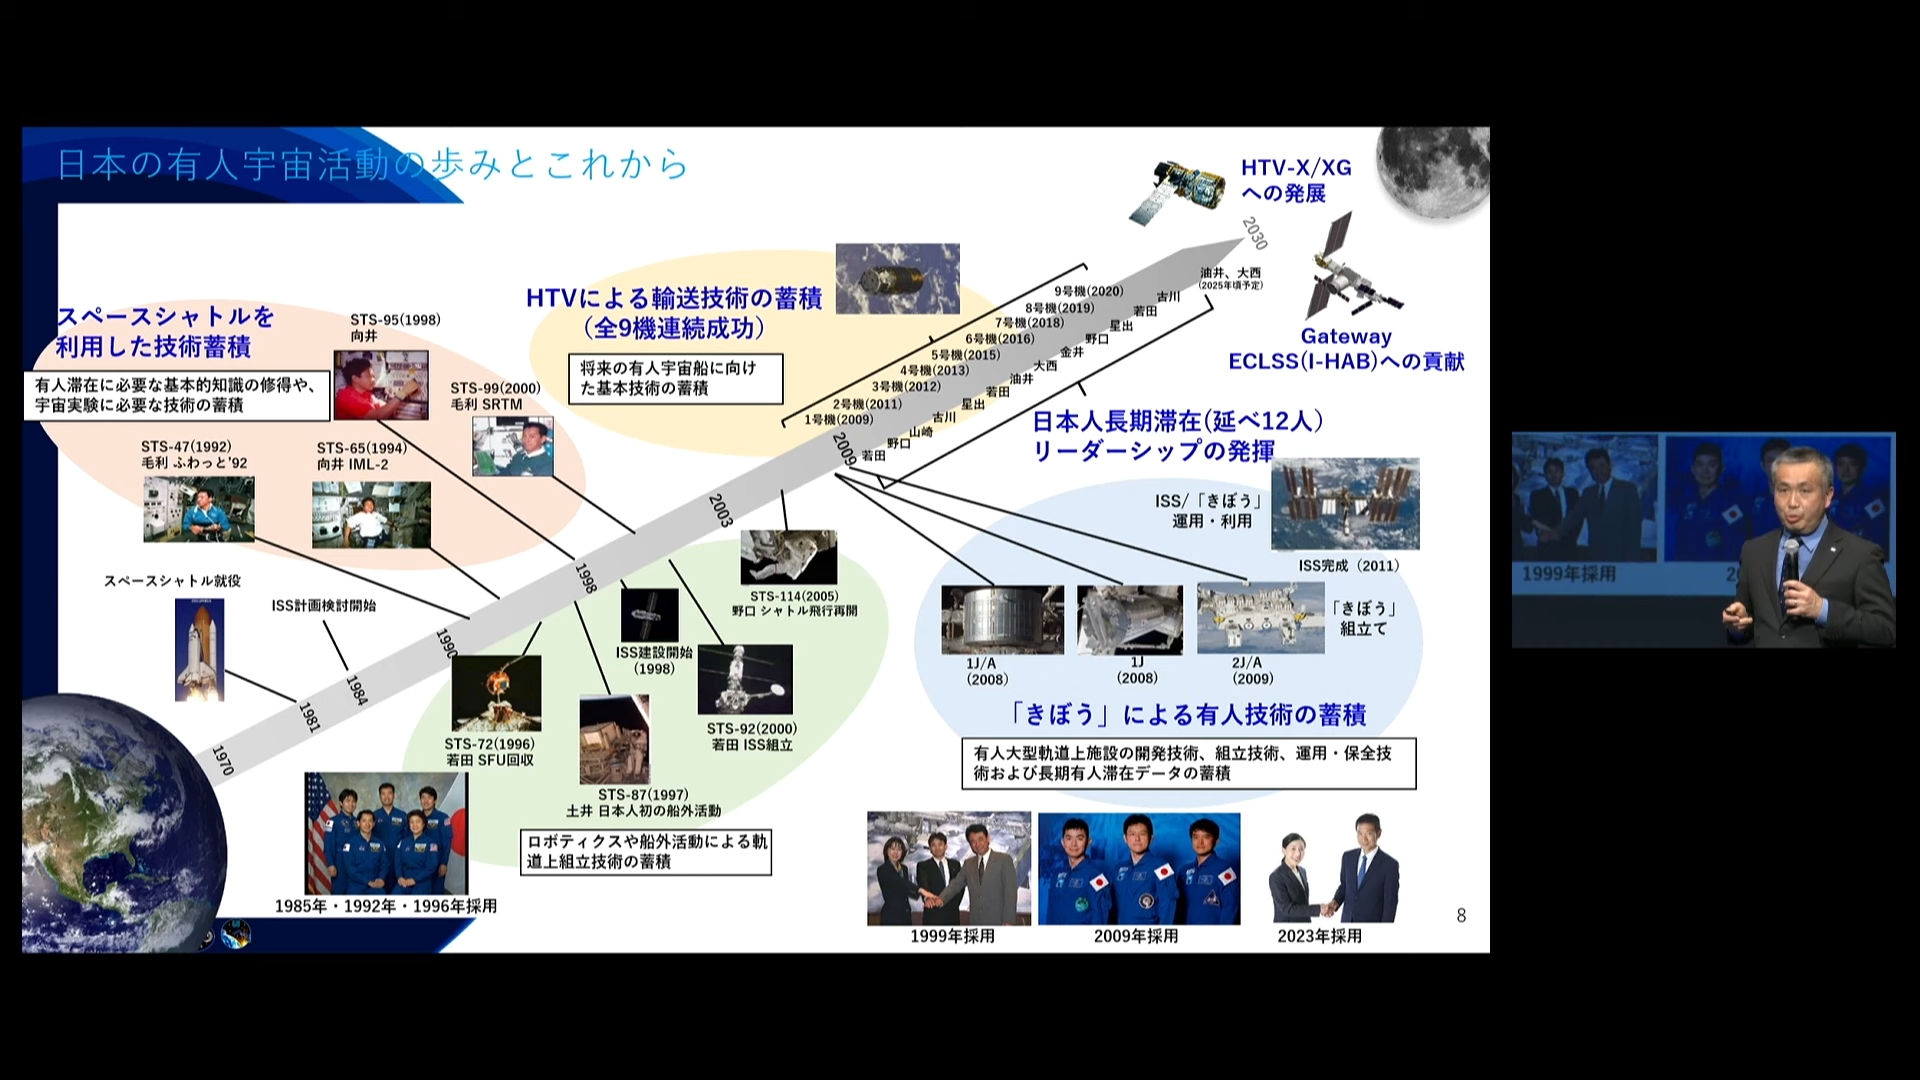 日本の有人宇宙活動の歩みとこれから
HTV-X/XG
への発展
2030
油井、大西
(2025年頃予定)
Gateway
ECLSS(I-HAB)への貢献
スペースシャトルを
利用した技術蓄積
有人滞在に必要な基本的知識の修得や、
宇宙実験に必要な技術の蓄積
STS-95(1998)
向井
STS-99(2000)
毛利 SRTM
STS-47(1992)
毛利 ふわっと'92
STS-65(1994)
向井 IML-2
HTVによる輸送技術の蓄積
（全9機連続成功）
将来の有人宇宙船に向け
た基本技術の蓄積
9号機(2020)
8号機(2019)
7号機(2018)
6号機(2016)
5号機(2015)
4号機(2013)
3号機(2012)
2号機(2011)
1号機(2009)
古川
若田
星出
野口
金井
大西
油井
若田
星出
古川
山崎
野口
若田
日本人長期滞在(延べ12人)
リーダーシップの発揮
2009
2003
1998
1990
1984
1981
1970
スペースシャトル就役
ISS計画検討開始
STS-114(2005)
野口 シャトル飛行再開
ISS建設開始
(1998)
STS-92(2000)
若田 ISS組立
STS-72(1996)
若田 SFU回収
STS-87(1997)
土井 日本人初の船外活動
ロボティクスや船外活動による軌
道上組立技術の蓄積
ISS/「きぼう」
運用・利用
ISS完成（2011）
「きぼう」
組立て
1J/A
(2008)
1J
(2008)
2J/A
(2009)
「きぼう」による有人技術の蓄積
有人大型軌道上施設の開発技術、組立技術、運用・保全技
術および長期有人滞在データの蓄積
1985年・1992年・1996年採用
1999年採用
2009年採用
2023年採用
8
1999年採用